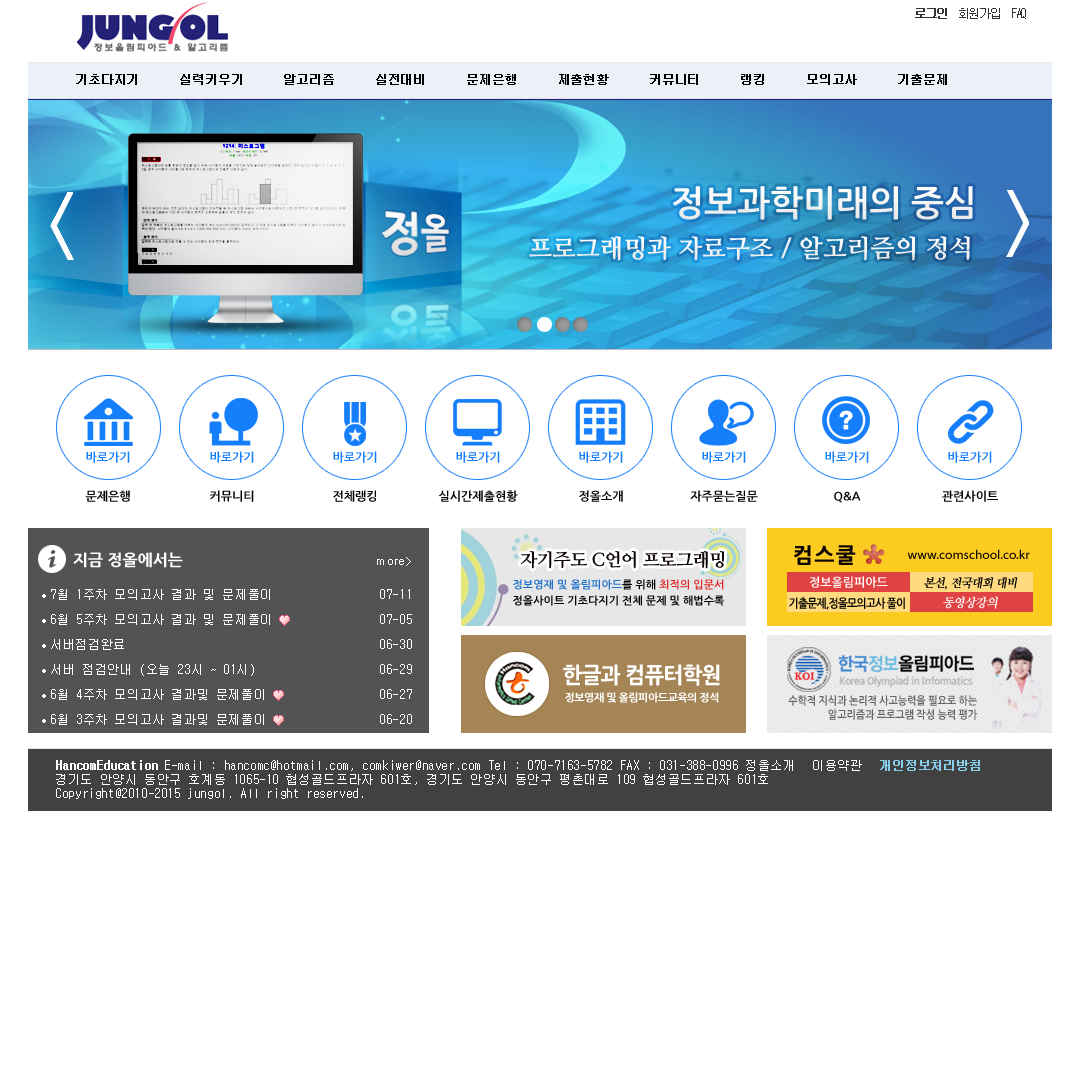 JUNGOL
정보올림피아드 & 알고리즘
로그인 회원가입 FAQ
기초다지기 실력키우기 알고리즘 실전대비 문제은행 제출현황 커뮤니티 랭킹 모의고사 기출문제
정올
정보과학미래의 중심
프로그래밍과 자료구조 / 알고리즘의 정석
바로가기 바로가기 바로가기 바로가기 바로가기 바로가기 바로가기 바로가기
문제은행 커뮤니티 전체랭킹 실시간제출현황 정올소개 자주묻는질문 Q&A 관련사이트
지금 정올에서는 more>
7월 1주차 모의고사 결과 및 문제풀이 07-11
6월 5주차 모의고사 결과 및 문제풀이 07-05
서버점검완료 06-30
서버 점검안내 (오늘 23시 ~ 01시) 06-29
6월 4주차 모의고사 결과및 문제풀이 06-27
6월 3주차 모의고사 결과및 문제풀이 06-20
자기주도 C언어 프로그래밍
정보영재 및 올림피아드를 위해 최적의 입문서
정올사이트 기초다지기 전체 문제 및 해법수록
컴스쿨 www.comschool.co.kr
정보올림피아드 본선, 전국대회 대비
기출문제,정올모의고사 풀이 동영상강의
Hancom
한글과 컴퓨터학원
정보영재 및 올림피아드교육의 정석
KOI
한국정보올림피아드
Korea Olympiad in Informatics
수학적 지식과 논리적 사고능력을 필요로 하는
알고리즘과 프로그램 작성 능력 평가
HancomEducation E-mail : hancomc@hotmail.com, comkiwer@naver.com Tel : 070-7163-5782 FAX : 031-388-0996 정올소개 이용약관 개인정보처리방침
경기도 안양시 동안구 호계동 1065-10 협성골드프라자 601호, 경기도 안양시 동안구 평촌대로 109 협성골드프라자 601호
Copyright@2010-2015 jungol. All right reserved.